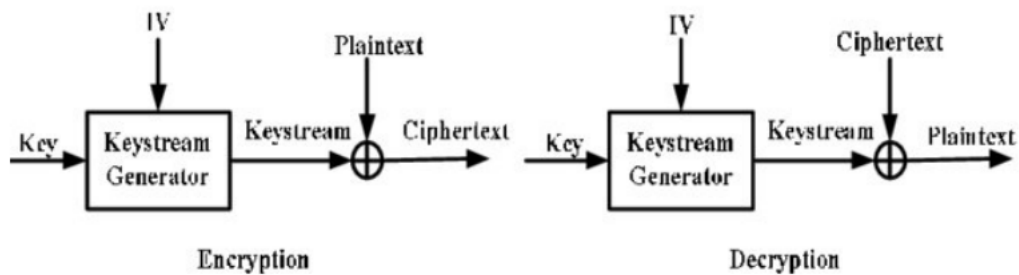 IV
Plaintext
Key
Keystream
Generator
Keystream
Ciphertext
Encryption
IV
Ciphertext
Key
Keystream
Generator
Keystream
Plaintext
Decryption